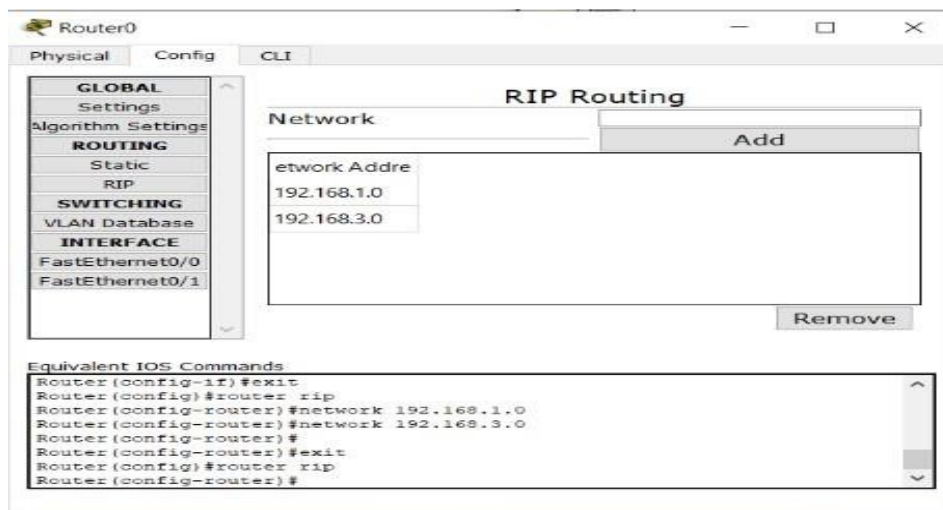 Router0
Physical Config CLI
GLOBAL
Settings
Algorithm Settings
ROUTING
Static
RIP
SWITCHING
VLAN Database
INTERFACE
FastEthernet0/0
FastEthernet0/1
RIP Routing
Network
Add
etwork Addre
192.168.1.0
192.168.3.0
Remove
Equivalent IOS Commands
Router(config-if)#exit
Router(config)#router rip
Router(config-router)#network 192.168.1.0
Router(config-router)#network 192.168.3.0
Router(config-router)#
Router(config-router)#exit
Router(config)#router rip
Router(config-router)#